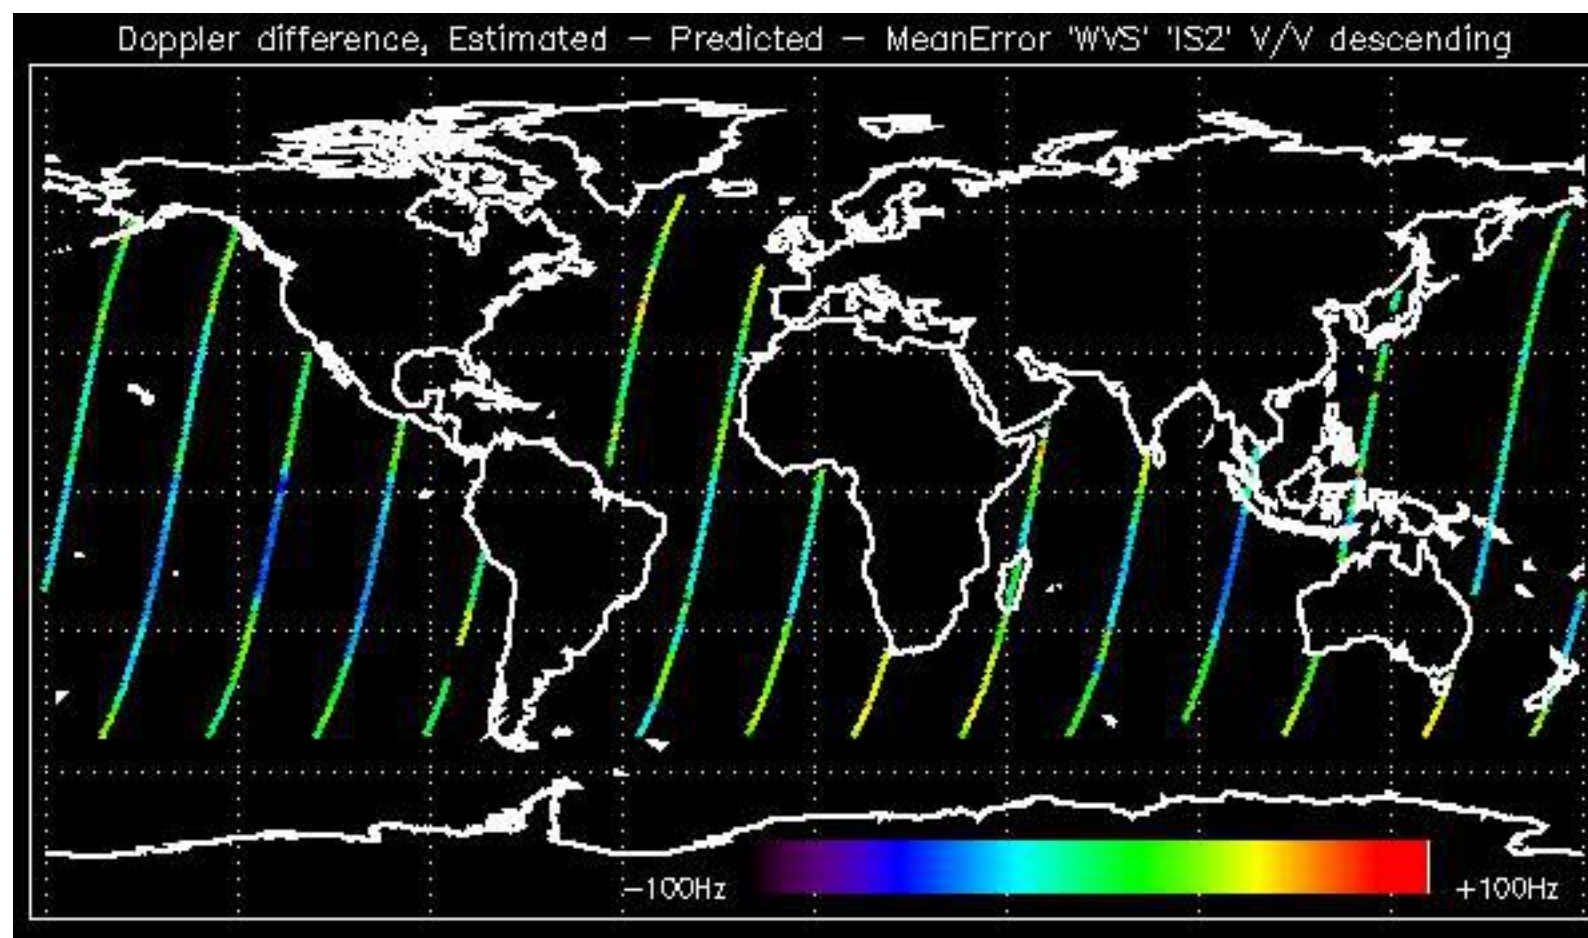 Doppler difference, Estimated – Predicted – MeanError 'WVS' 'IS2' V/V descending
–100Hz +100Hz